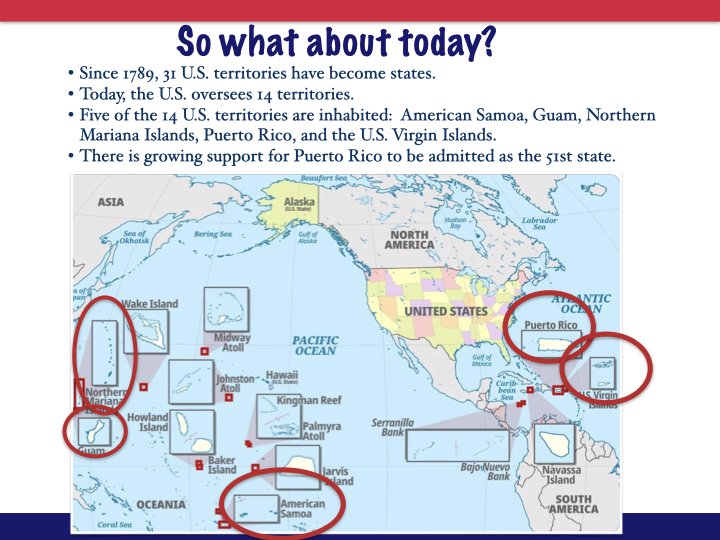 So what about today?
• Since 1789, 31 U.S. territories have become states.
• Today, the U.S. oversees 14 territories.
• Five of the 14 U.S. territories are inhabited: American Samoa, Guam, Northern
Mariana Islands, Puerto Rico, and the U.S. Virgin Islands.
• There is growing support for Puerto Rico to be admitted as the 51st state.
Beaufort Sea
ASIA
Alaska
(U.S. State)
Sea of
Okhotsk
Bering Sea
Gulf of
Alaska
Hudson
Bay
Labrador
Sea
NORTH
AMERICA
Wake Island
UNITED STATES
ATLANTIC
OCEAN
Puerto Rico
Midway
Atoll
PACIFIC
OCEAN
Gulf of
Mexico
Johnston
Atoll
Hawaii
(U.S. State)
Carib-
bean
Sea
U.S. Virgin
Islands
Northern
Mariana
Kingman Reef
Howland
Island
Palmyra
Atoll
Serranilla
Bank
Guam
Baker
Island
Jarvis
Island
Bajo Nuevo
Bank
Navassa
Island
OCEANIA
American
Samoa
SOUTH
AMERICA
Coral Sea